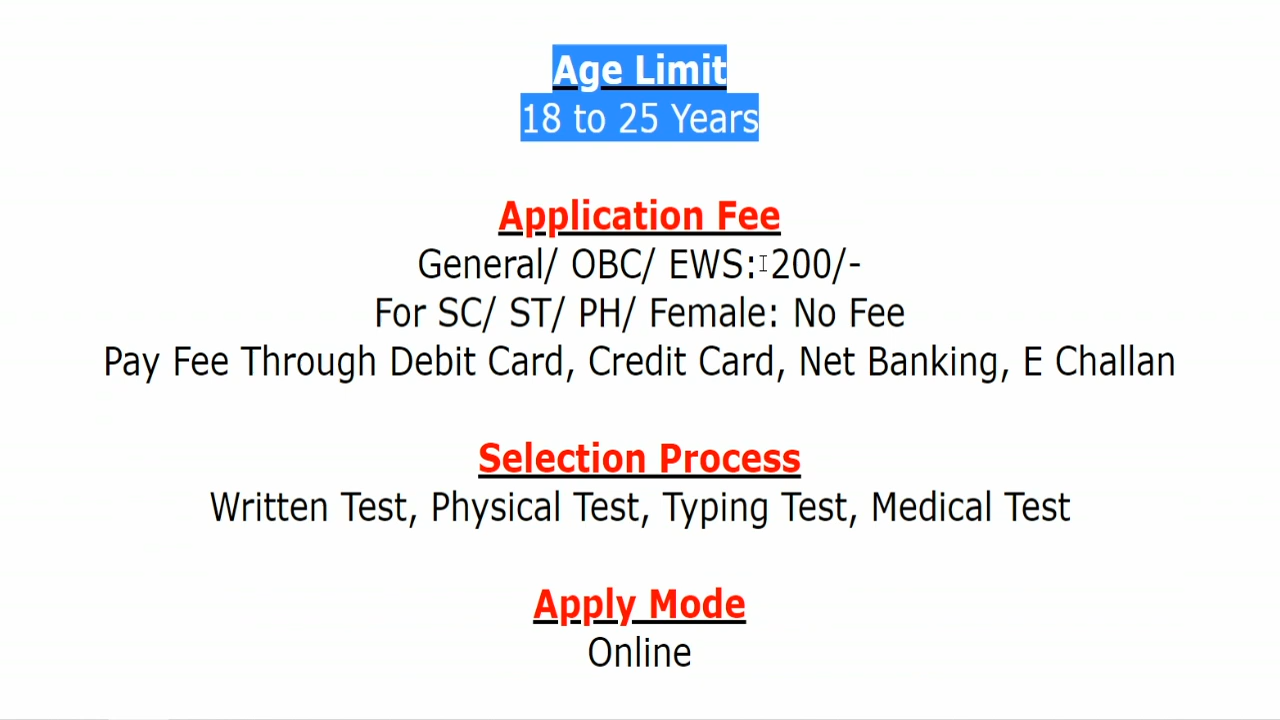 Age Limit
18 to 25 Years
Application Fee
General/ OBC/ EWS: 200/-
For SC/ ST/ PH/ Female: No Fee
Pay Fee Through Debit Card, Credit Card, Net Banking, E Challan
Selection Process
Written Test, Physical Test, Typing Test, Medical Test
Apply Mode
Online